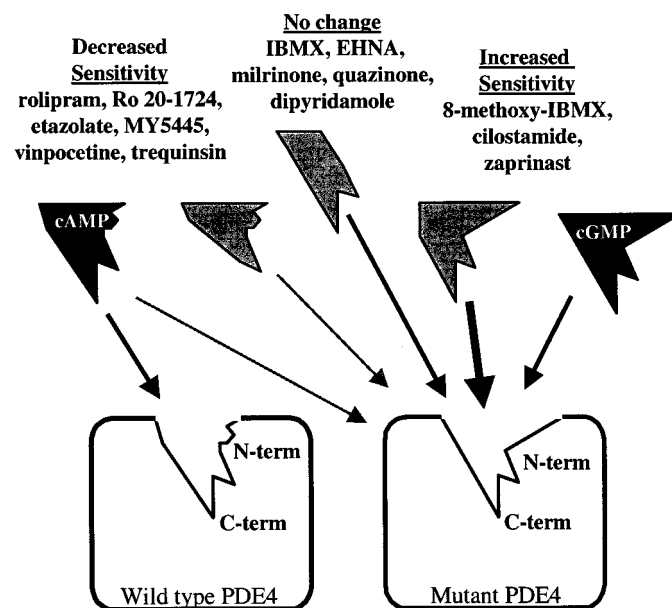 Decreased
Sensitivity
rolipram, Ro 20-1724,
etazolate, MY5445,
vinpocetine, trequinsin
No change
IBMX, EHNA,
milrinone, quazinone,
dipyridamole
Increased
Sensitivity
8-methoxy-IBMX,
cilostamide,
zaprinast
cAMP
cGMP
N-term
C-term
Wild type PDE4
N-term
C-term
Mutant PDE4